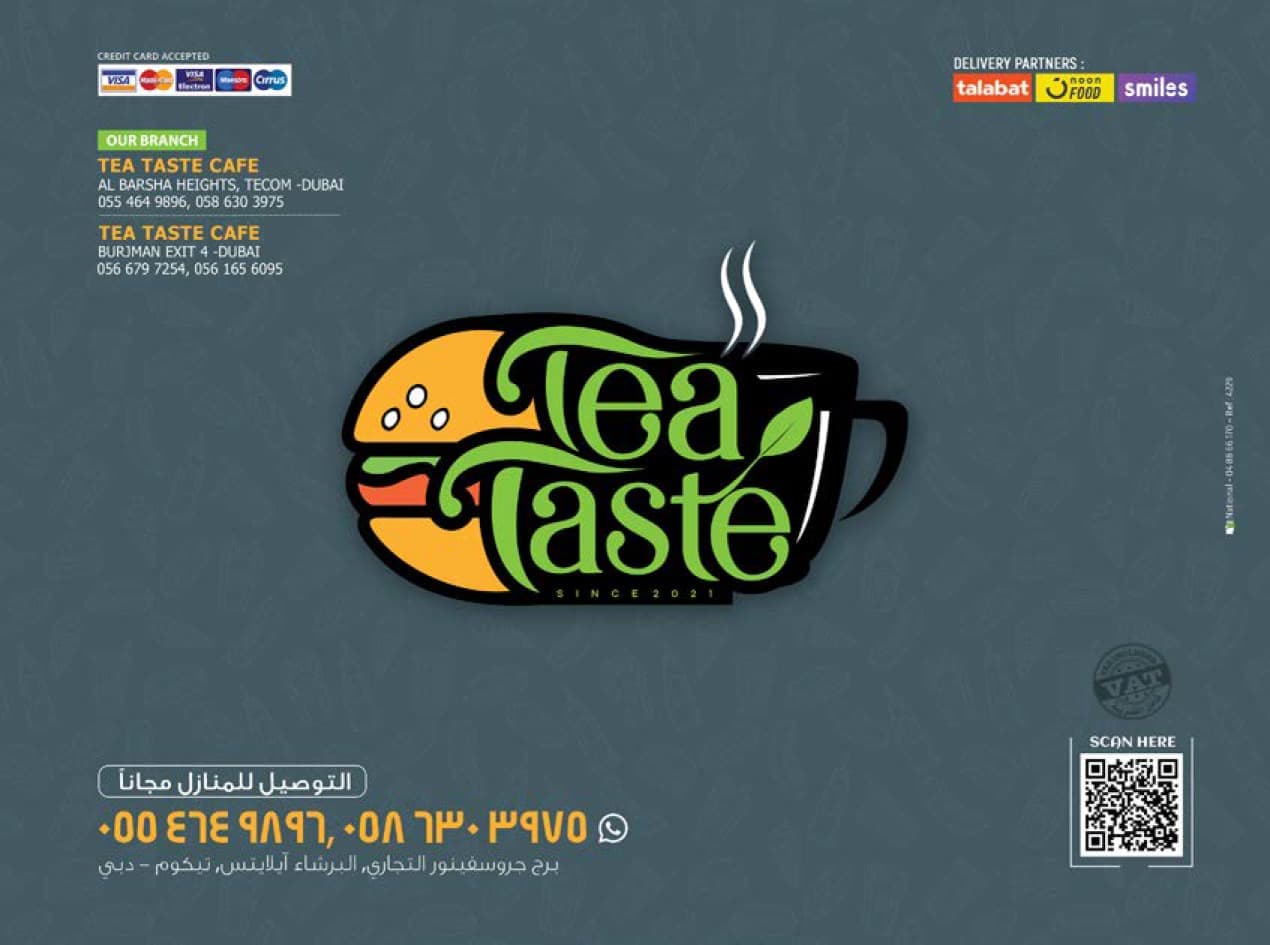 CREDIT CARD ACCEPTED
VISA MasterCard VISA Electron Maestro Cirrus
DELIVERY PARTNERS :
talabat noon FOOD smiles
OUR BRANCH
TEA TASTE CAFE
AL BARSHA HEIGHTS, TECOM -DUBAI
055 464 9896, 058 630 3975
TEA TASTE CAFE
BURJMAN EXIT 4 -DUBAI
056 679 7254, 056 165 6095
Tea
Taste
SINCE 2021
VAT
SCAN HERE
التوصيل للمنازل مجاناً
٠٥٥ ٤٦٤ ٩٨٩٦, ٠٥٨ ٦٣٠ ٣٩٧٥
برج جروسفينور التجاري, البرشاء آيلايتس, تيكوم – دبي